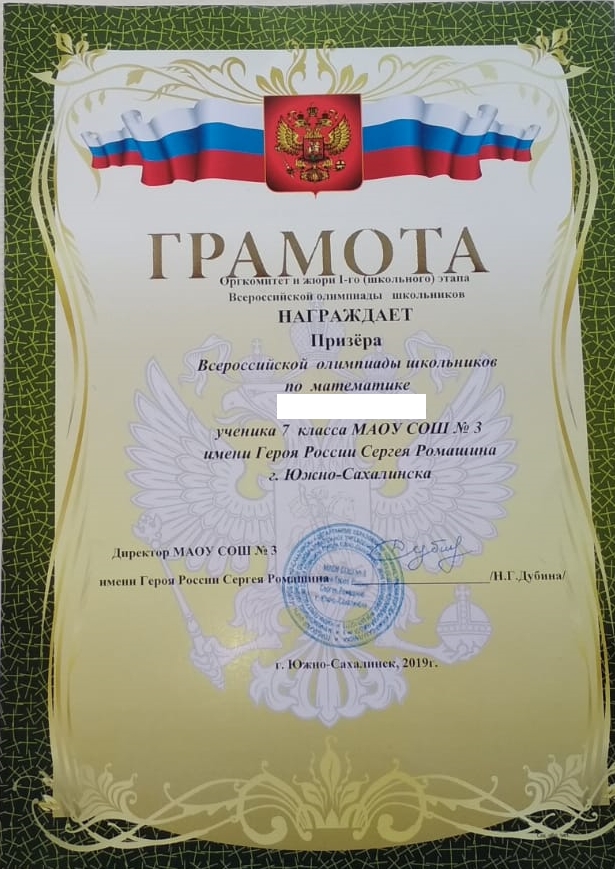 ГРАМОТА
Оргкомитет и жюри 1-го (школьного) этапа
Всероссийской олимпиады школьников
НАГРАЖДАЕТ
Призёра
Всероссийской олимпиады школьников
по математике
ученика 7 класса МАОУ СОШ № 3
имени Героя России Сергея Ромашина
г. Южно-Сахалинска
Директор МАОУ СОШ № 3
имени Героя России Сергея Ромашина /Н.Г.Дубина/
г. Южно-Сахалинск, 2019г.